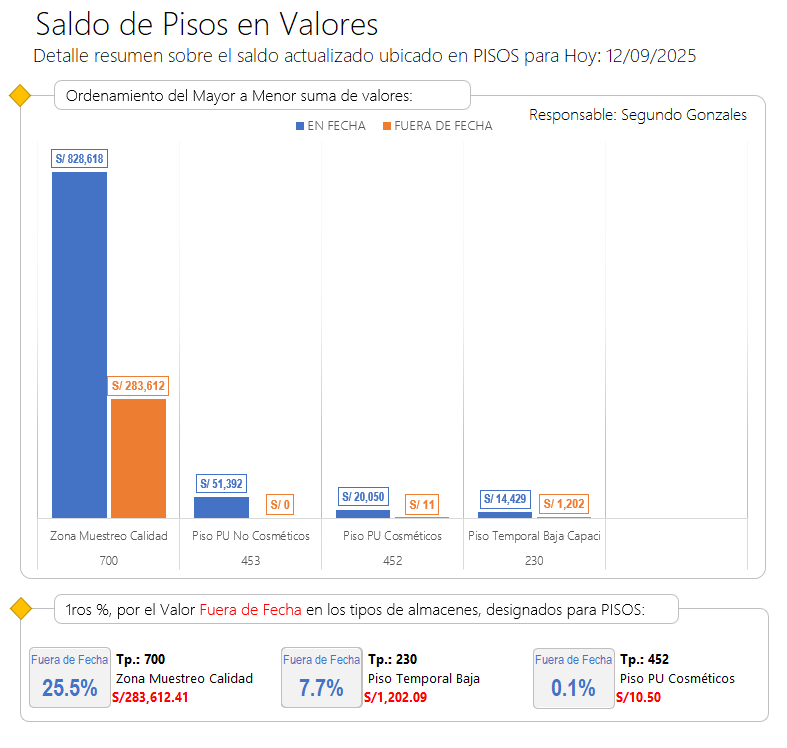 Saldo de Pisos en Valores
Detalle resumen sobre el saldo actualizado ubicado en PISOS para Hoy: 12/09/2025
Ordenamiento del Mayor a Menor suma de valores:
Responsable: Segundo Gonzales
EN FECHA FUERA DE FECHA
S/ 828,618
S/ 283,612
S/ 51,392
S/ 0
S/ 20,050
S/ 11
S/ 14,429
S/ 1,202
Zona Muestreo Calidad
Piso PU No Cosméticos
Piso PU Cosméticos
Piso Temporal Baja Capaci
700
453
452
230
1ros %, por el Valor Fuera de Fecha en los tipos de almacenes, designados para PISOS:
Fuera de Fecha
25.5%
Tp.: 700
Zona Muestreo Calidad
S/283,612.41
Fuera de Fecha
7.7%
Tp.: 230
Piso Temporal Baja
S/1,202.09
Fuera de Fecha
0.1%
Tp.: 452
Piso PU Cosméticos
S/10.50